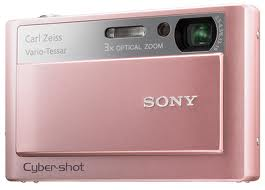 Carl Zeiss
Vario-Tessar
3x OPTICAL ZOOM
SONY
Cyber-shot